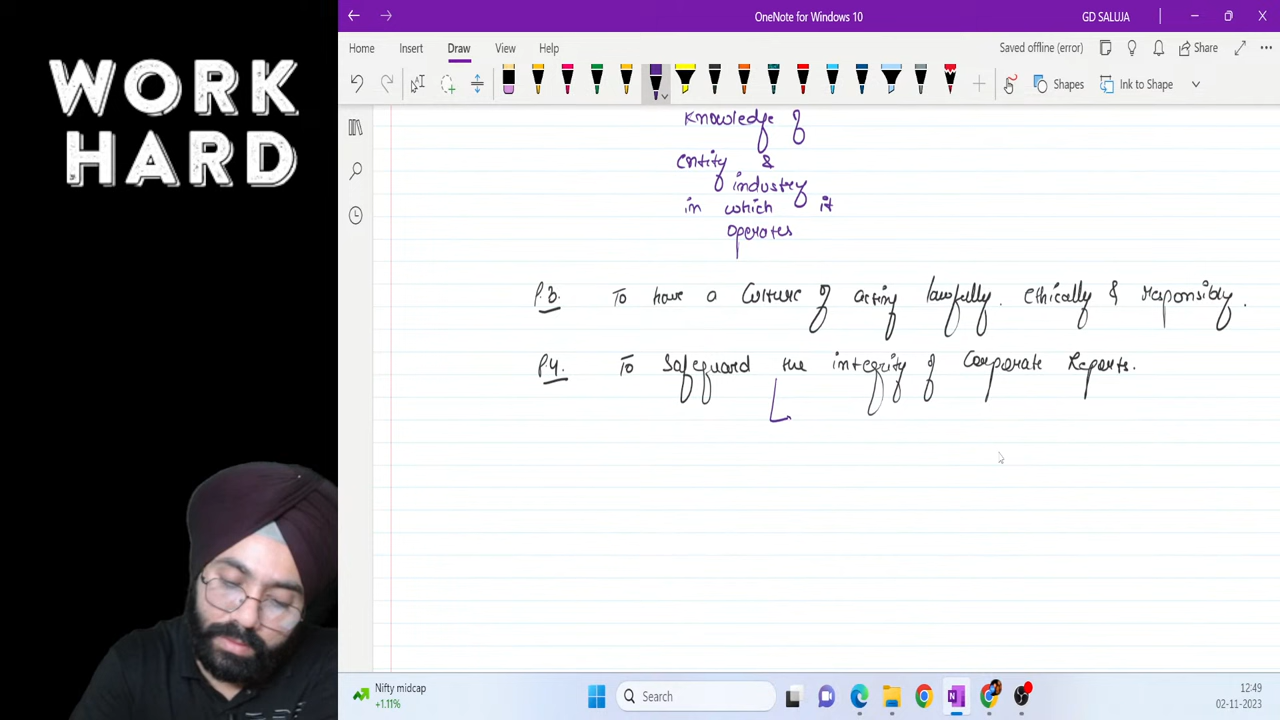 WORK
HARD
OneNote for Windows 10
GD SALUJA
Home
Insert
Draw
View
Help
Saved offline (error)
Share
Shapes
Ink to Shape
Knowledge of
entity &
industry
in which it
operates
P.3. To have a Culture of acting lawfully. Ethically & responsibly.
P.4. To Safeguard the integrity of Corporate Reports.
Nifty midcap
+1.11%
Search
12:49
02-11-2023